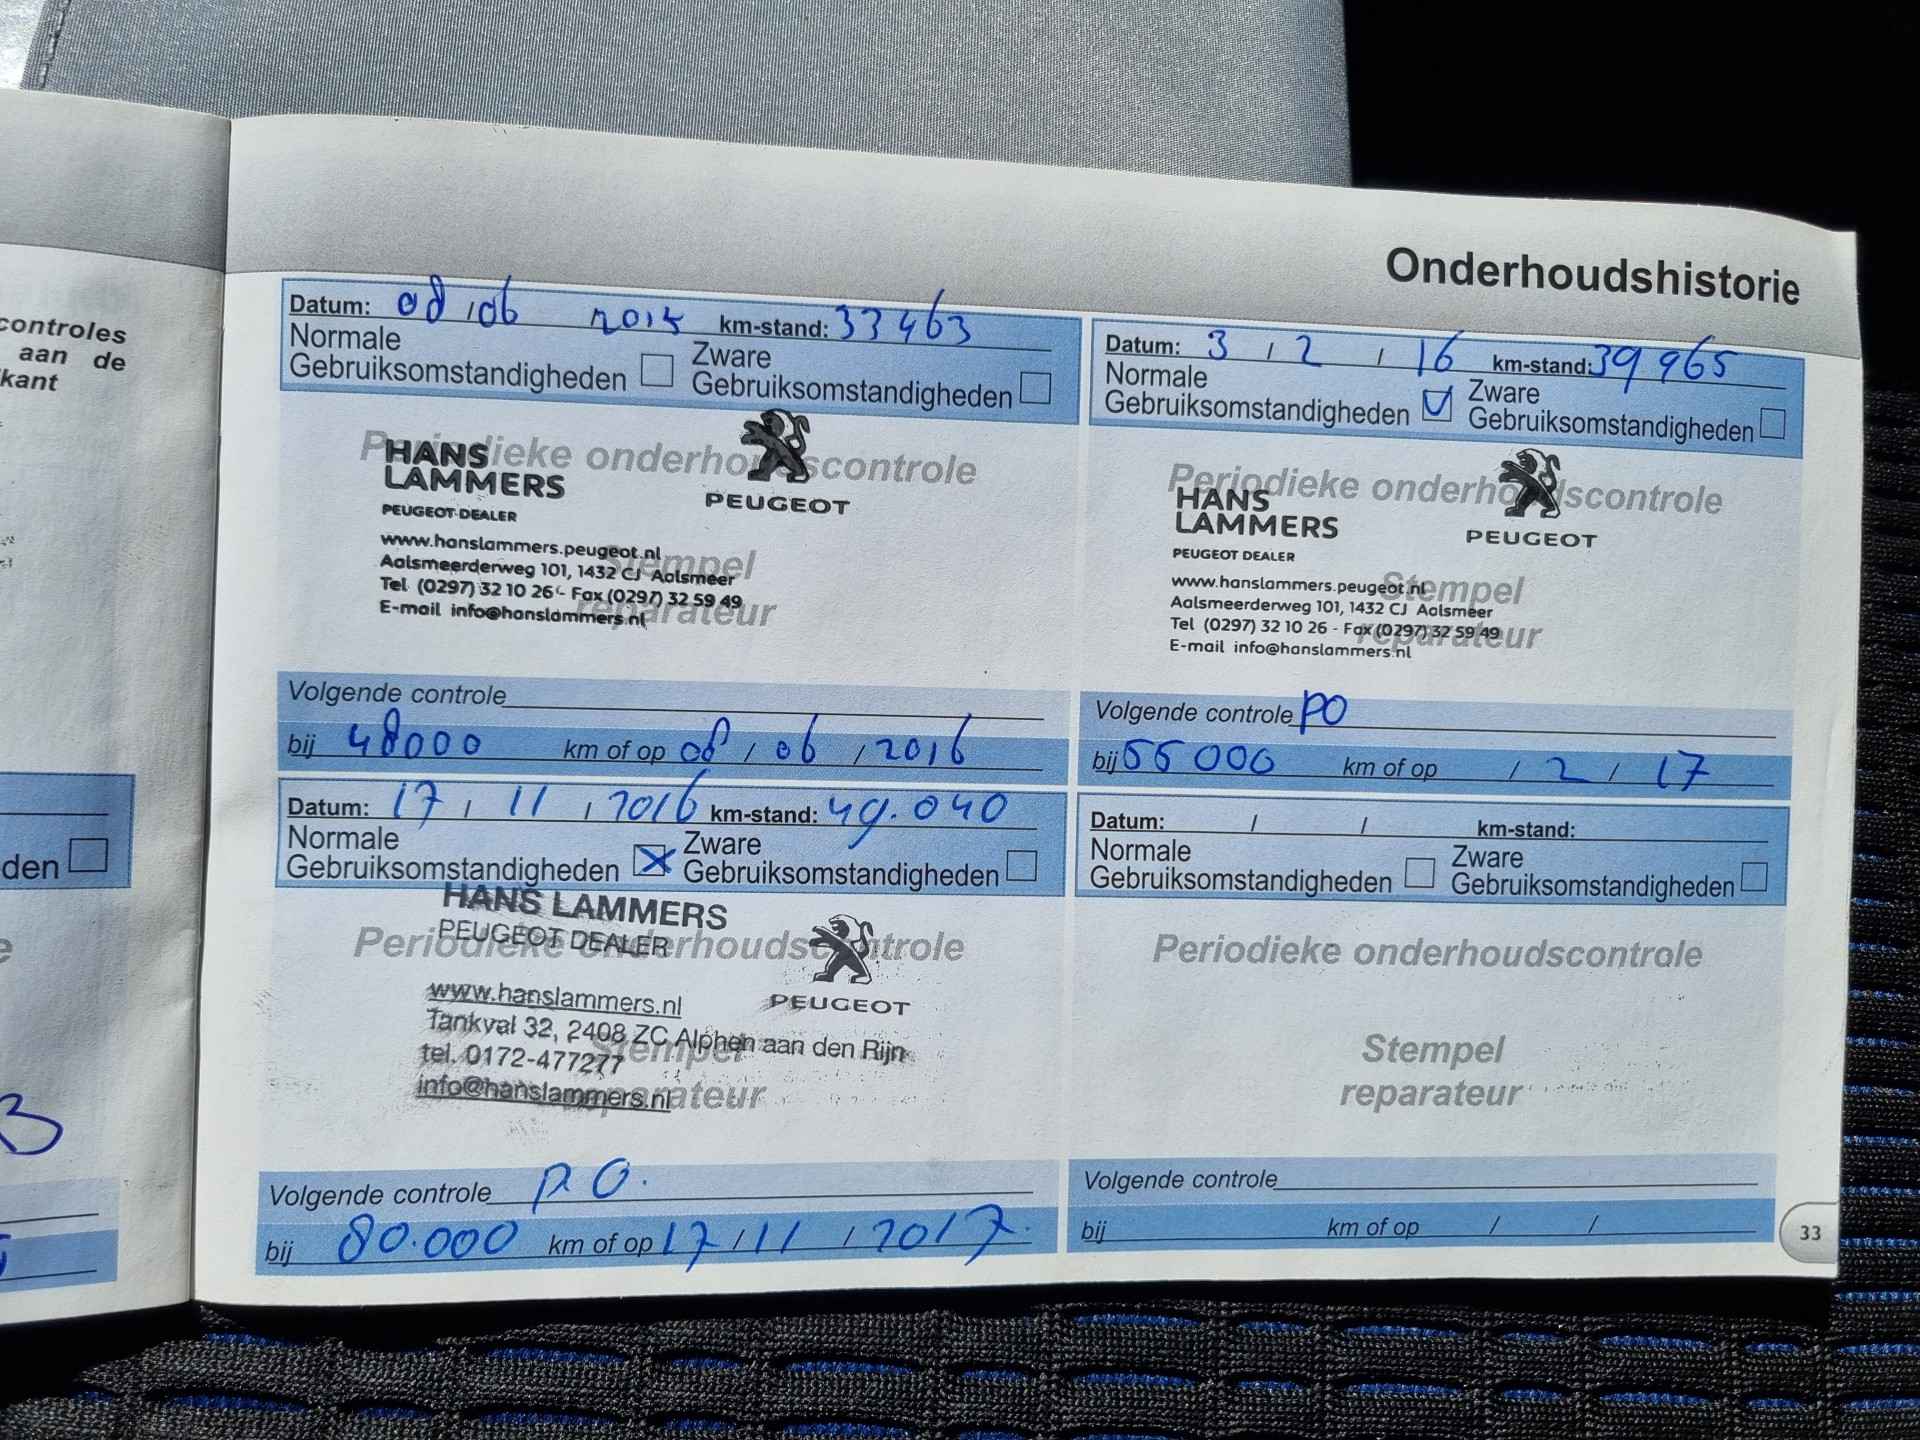 controles
aan de
kant
den
Onderhoudshistorie
Datum: 08 / 06 2015 km-stand: 33463
Normale
Gebruiksomstandigheden
Zware
Gebruiksomstandigheden
Periodieke onderhoudscontrole
HANS
LAMMERS
PEUGEOT DEALER
PEUGEOT
www.hanslammers.peugeot.nl
Aalsmeerderweg 101, 1432 CJ Aalsmeer
Tel (0297) 32 10 26 - Fax (0297) 32 59 49
E-mail info@hanslammers.nl
Stempel
reparateur
Volgende controle
bij 48000 km of op 08 / 06 / 2016
Datum: 3 / 2 / 16 km-stand: 39965
Normale
Gebruiksomstandigheden
Zware
Gebruiksomstandigheden
Periodieke onderhoudscontrole
HANS
LAMMERS
PEUGEOT DEALER
PEUGEOT
www.hanslammers.peugeot.nl
Aalsmeerderweg 101, 1432 CJ Aalsmeer
Tel (0297) 32 10 26 - Fax (0297) 32 59 49
E-mail info@hanslammers.nl
Stempel
reparateur
Volgende controle PO
bij 55000 km of op / 2 / 17
Datum: 17 / 11 / 2016 km-stand: 49.040
Normale
Gebruiksomstandigheden
Zware
Gebruiksomstandigheden
HANS LAMMERS
PEUGEOT DEALER
Periodieke onderhoudscontrole
PEUGEOT
www.hanslammers.nl
Tankval 32, 2408 ZC Alphen aan den Rijn
tel. 0172-477277
info@hanslammers.nl
Stempel
reparateur
Volgende controle P.O.
bij 80.000 km of op 17 / 11 / 2017.
Datum: / / km-stand:
Normale
Gebruiksomstandigheden
Zware
Gebruiksomstandigheden
Periodieke onderhoudscontrole
Stempel
reparateur
Volgende controle
bij km of op / /
33